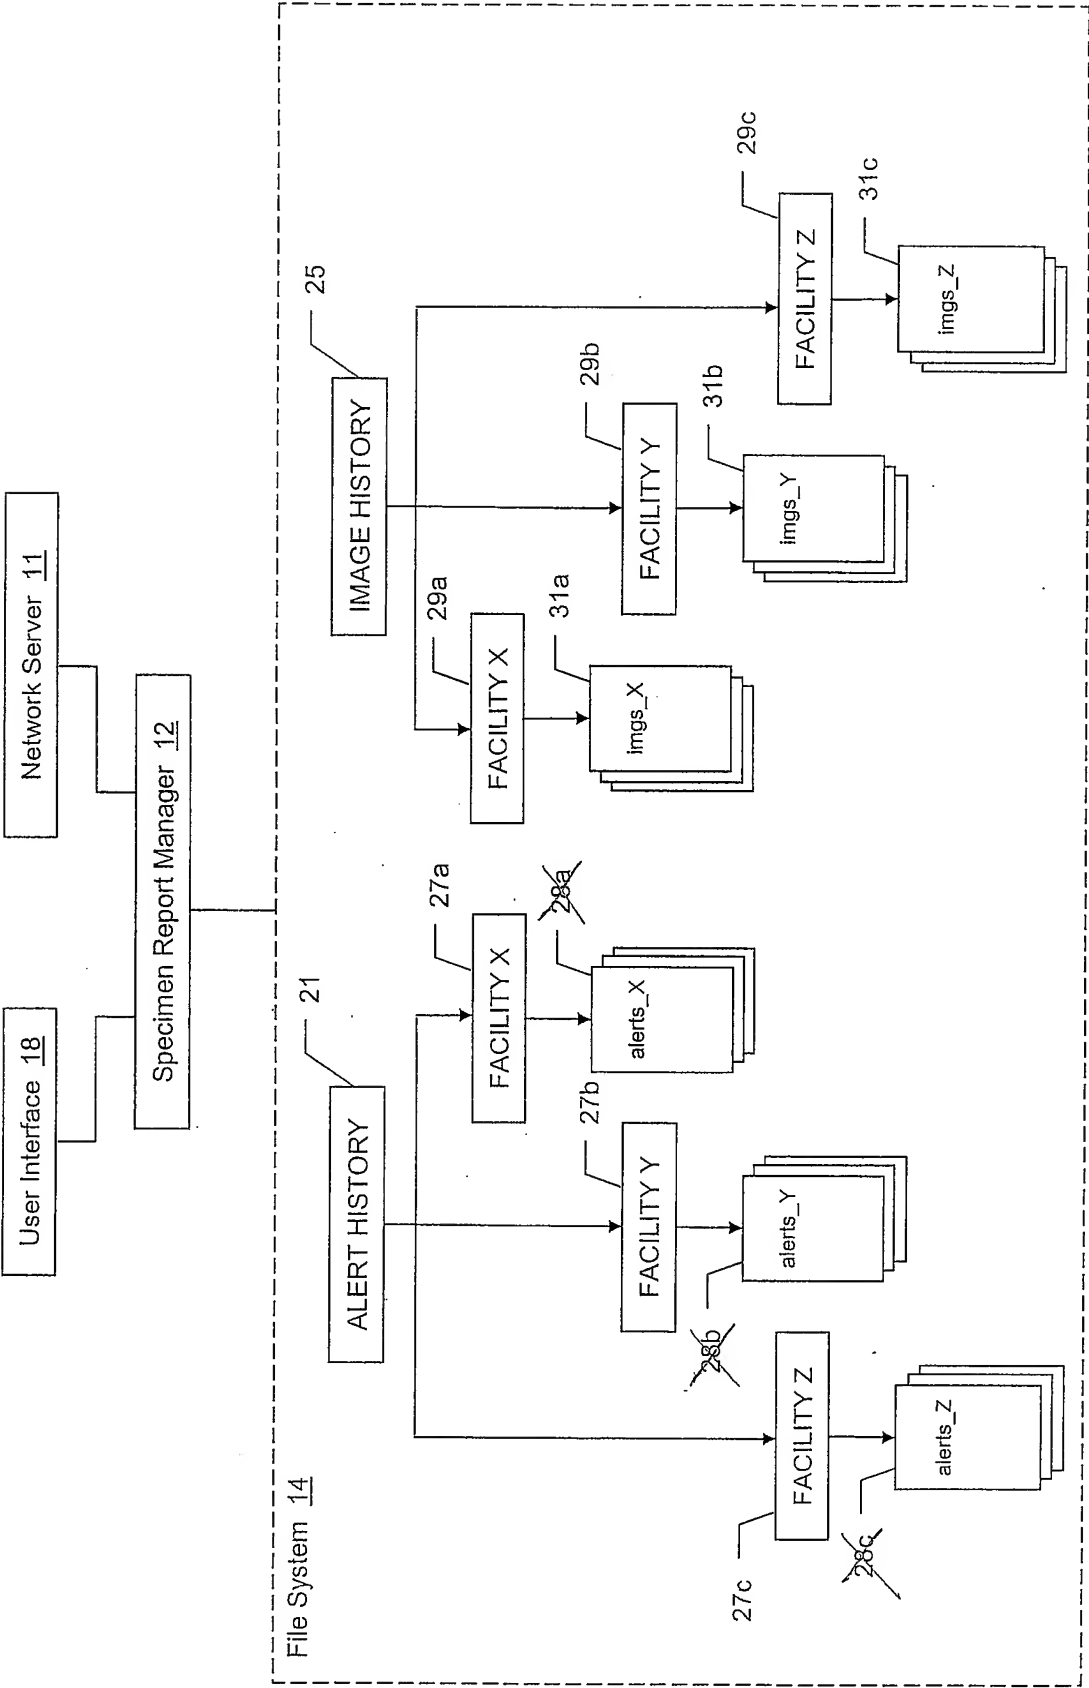 User Interface 18
Network Server 11
Specimen Report Manager 12
File System 14
21
ALERT HISTORY
25
IMAGE HISTORY
27a
FACILITY X
28a
alerts_X
27b
FACILITY Y
28b
alerts_Y
27c
FACILITY Z
28c
alerts_Z
29a
FACILITY X
31a
imgs_X
29b
FACILITY Y
31b
imgs_Y
29c
FACILITY Z
31c
imgs_Z